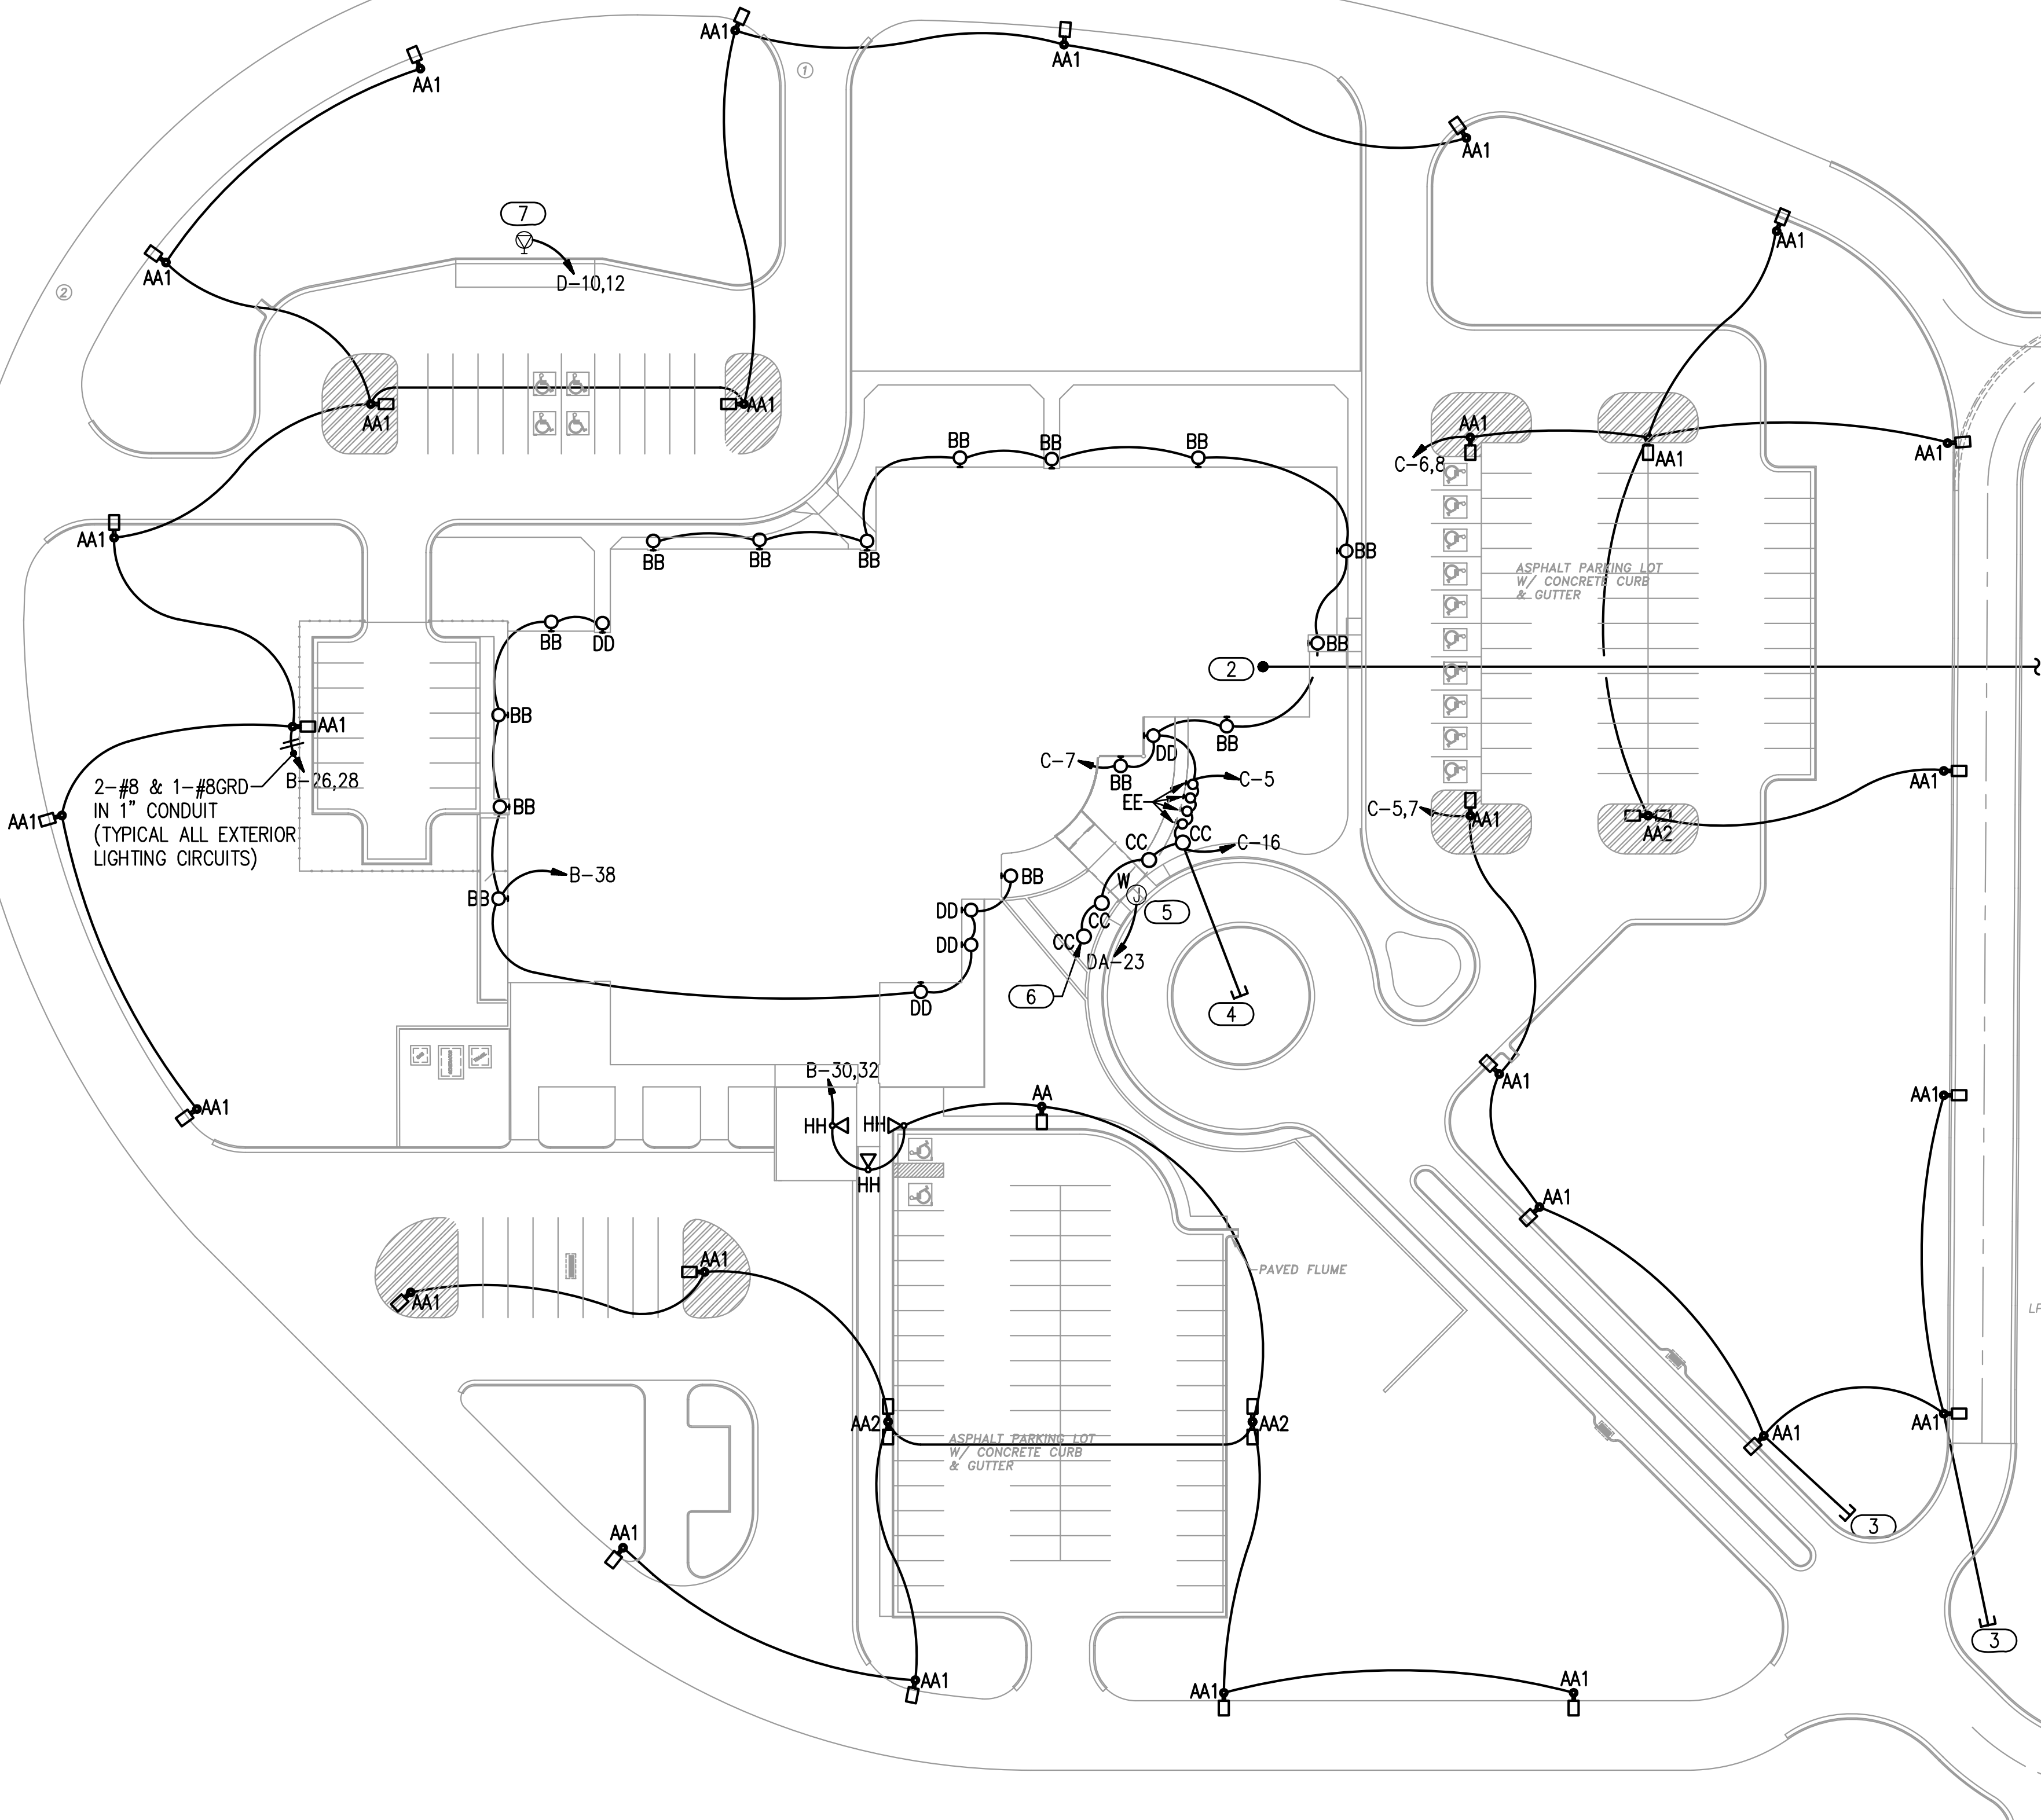 AA1
AA1
AA1
1
AA1
AA1
7
AA1
AA1
D-10,12
2
AA1
AA1
AA1
C-6,8
AA1
AA1
BB
BB
BB
AA1
BB
BB
BB
BB
ASPHALT PARKING LOT
W/ CONCRETE CURB
& GUTTER
BB
DD
BB
2
BB
AA1
DD
BB
C-7
BB
C-5
EE
AA1
B-26,28
2-#8 & 1-#8GRD
IN 1" CONDUIT
(TYPICAL ALL EXTERIOR
LIGHTING CIRCUITS)
AA1
BB
C-5,7
AA1
AA2
CC
CC
C-16
B-38
BB
BB
W
J
5
DD
CC
DD
CC
DA-23
6
DD
4
B-30,32
AA1
AA1
AA
AA1
HH
HH
HH
AA1
AA1
AA1
PAVED FLUME
LP
AA2
AA2
ASPHALT PARKING LOT
W/ CONCRETE CURB
& GUTTER
AA1
AA1
3
AA1
3
AA1
AA1
AA1